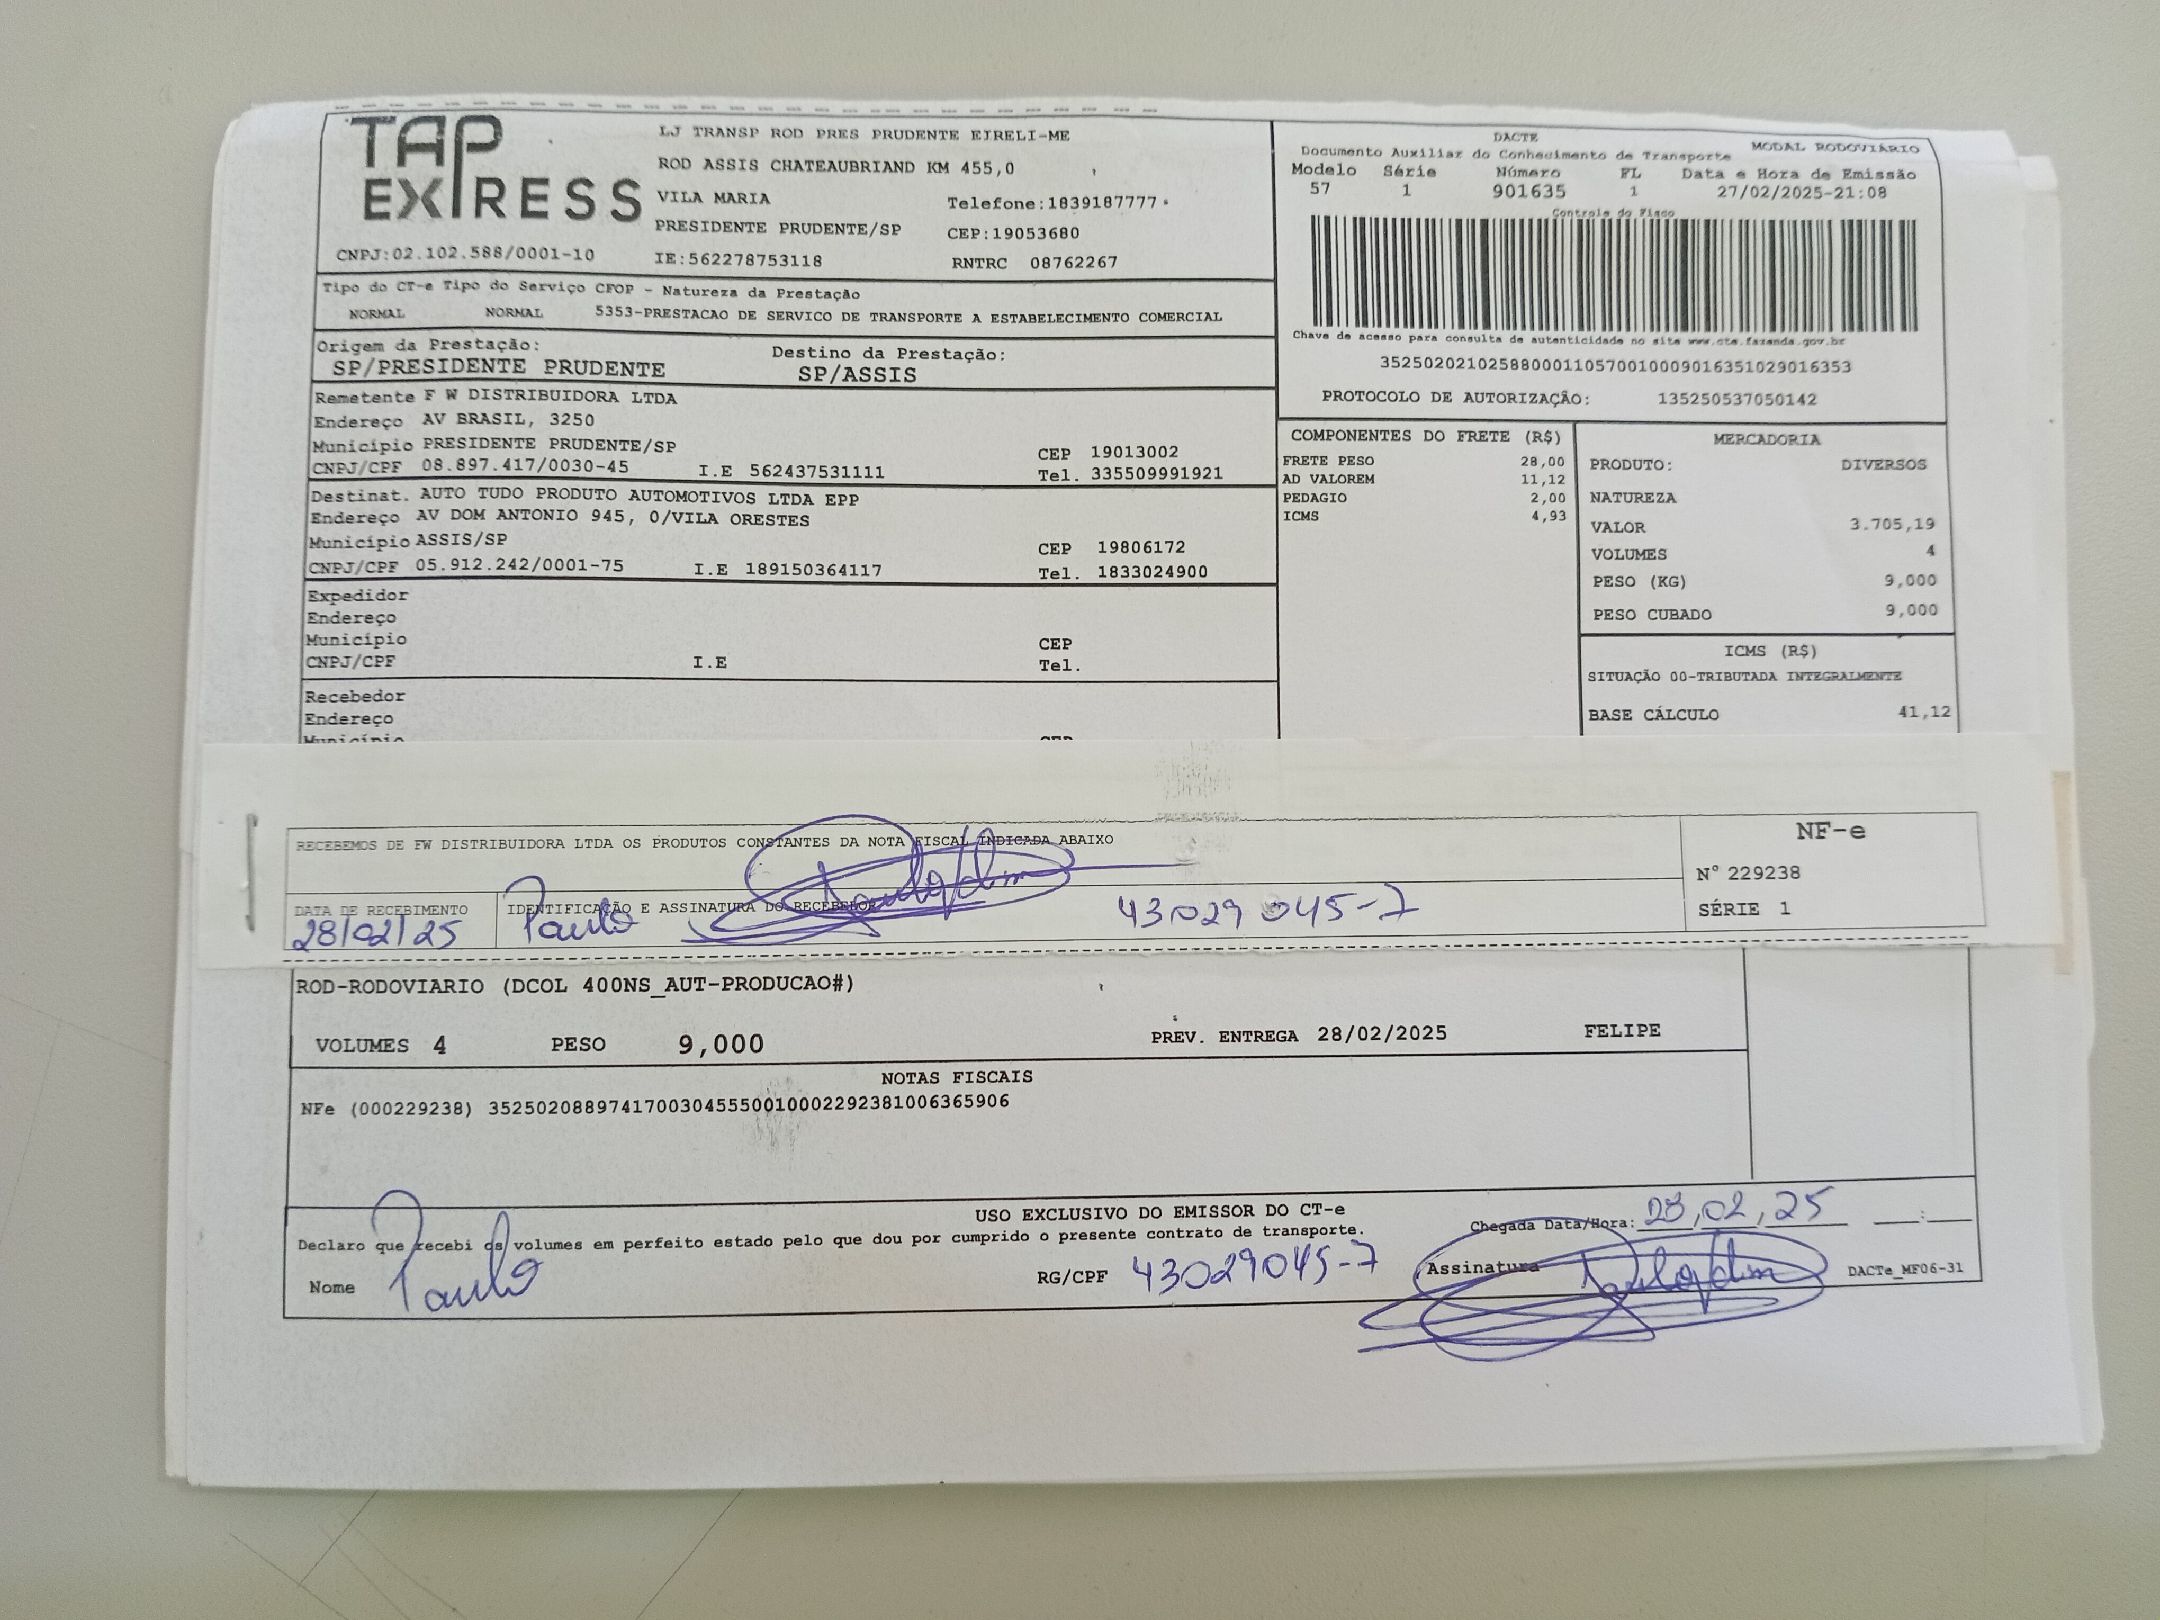 TAP
EXPRESS
CNPJ:02.102.588/0001-10
LJ TRANSP ROD PRES PRUDENTE EIRELI-ME
ROD ASSIS CHATEAUBRIAND KM 455,0
VILA MARIA Telefone:1839187777
PRESIDENTE PRUDENTE/SP CEP:19053680
IE:562278753118 RNTRC 08762267
DACTE MODAL RODOVIÁRIO
Documento Auxiliar do Conhecimento de Transporte
Modelo Série Número FL Data e Hora de Emissão
57 1 901635 1 27/02/2025-21:08
Controle do Fisco
Chave de acesso para consulta de autenticidade no site www.cte.fazenda.gov.br
35250202102588000110570010009016351029016353
PROTOCOLO DE AUTORIZAÇÃO: 135250537050142
Tipo do CT-e Tipo do Serviço CFOP - Natureza da Prestação
NORMAL NORMAL 5353-PRESTACAO DE SERVICO DE TRANSPORTE A ESTABELECIMENTO COMERCIAL
Origem da Prestação: Destino da Prestação:
SP/PRESIDENTE PRUDENTE SP/ASSIS
Remetente F W DISTRIBUIDORA LTDA
Endereço AV BRASIL, 3250
Município PRESIDENTE PRUDENTE/SP CEP 19013002
CNPJ/CPF 08.897.417/0030-45 I.E 562437531111 Tel. 335509991921
Destinat. AUTO TUDO PRODUTO AUTOMOTIVOS LTDA EPP
Endereço AV DOM ANTONIO 945, 0/VILA ORESTES
Município ASSIS/SP CEP 19806172
CNPJ/CPF 05.912.242/0001-75 I.E 189150364117 Tel. 1833024900
Expedidor
Endereço
Município CEP
CNPJ/CPF I.E Tel.
Recebedor
Endereço
Município CEP
COMPONENTES DO FRETE (R$)
FRETE PESO 28,00
AD VALOREM 11,12
PEDAGIO 2,00
ICMS 4,93
MERCADORIA
PRODUTO: DIVERSOS
NATUREZA
VALOR 3.705,19
VOLUMES 4
PESO (KG) 9,000
PESO CUBADO 9,000
ICMS (R$)
SITUAÇÃO 00-TRIBUTADA INTEGRALMENTE
BASE CÁLCULO 41,12
RECEBEMOS DE FW DISTRIBUIDORA LTDA OS PRODUTOS CONSTANTES DA NOTA FISCAL INDICADA ABAIXO
DATA DE RECEBIMENTO IDENTIFICAÇÃO E ASSINATURA DO RECEBEDOR
28/02/25 Paulo 43029045-7
NF-e
N° 229238
SÉRIE 1
ROD-RODOVIARIO (DCOL 400NS_AUT-PRODUCAO#)
VOLUMES 4 PESO 9,000 PREV. ENTREGA 28/02/2025 FELIPE
NOTAS FISCAIS
NFe (000229238) 35250208897417003045550010002292381006365906
USO EXCLUSIVO DO EMISSOR DO CT-e
Declaro que recebi os volumes em perfeito estado pelo que dou por cumprido o presente contrato de transporte.
Chegada Data/Hora: 28,02,25 __:__
Nome Paulo RG/CPF 43029045-7 Assinatura DACTe_MF06-31